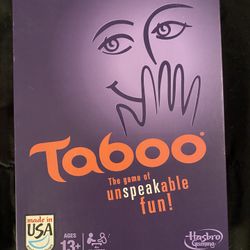 Taboo®
The game of
unspeakable
fun!
made in
USA
AGES
13+
Hasbro
Gaming